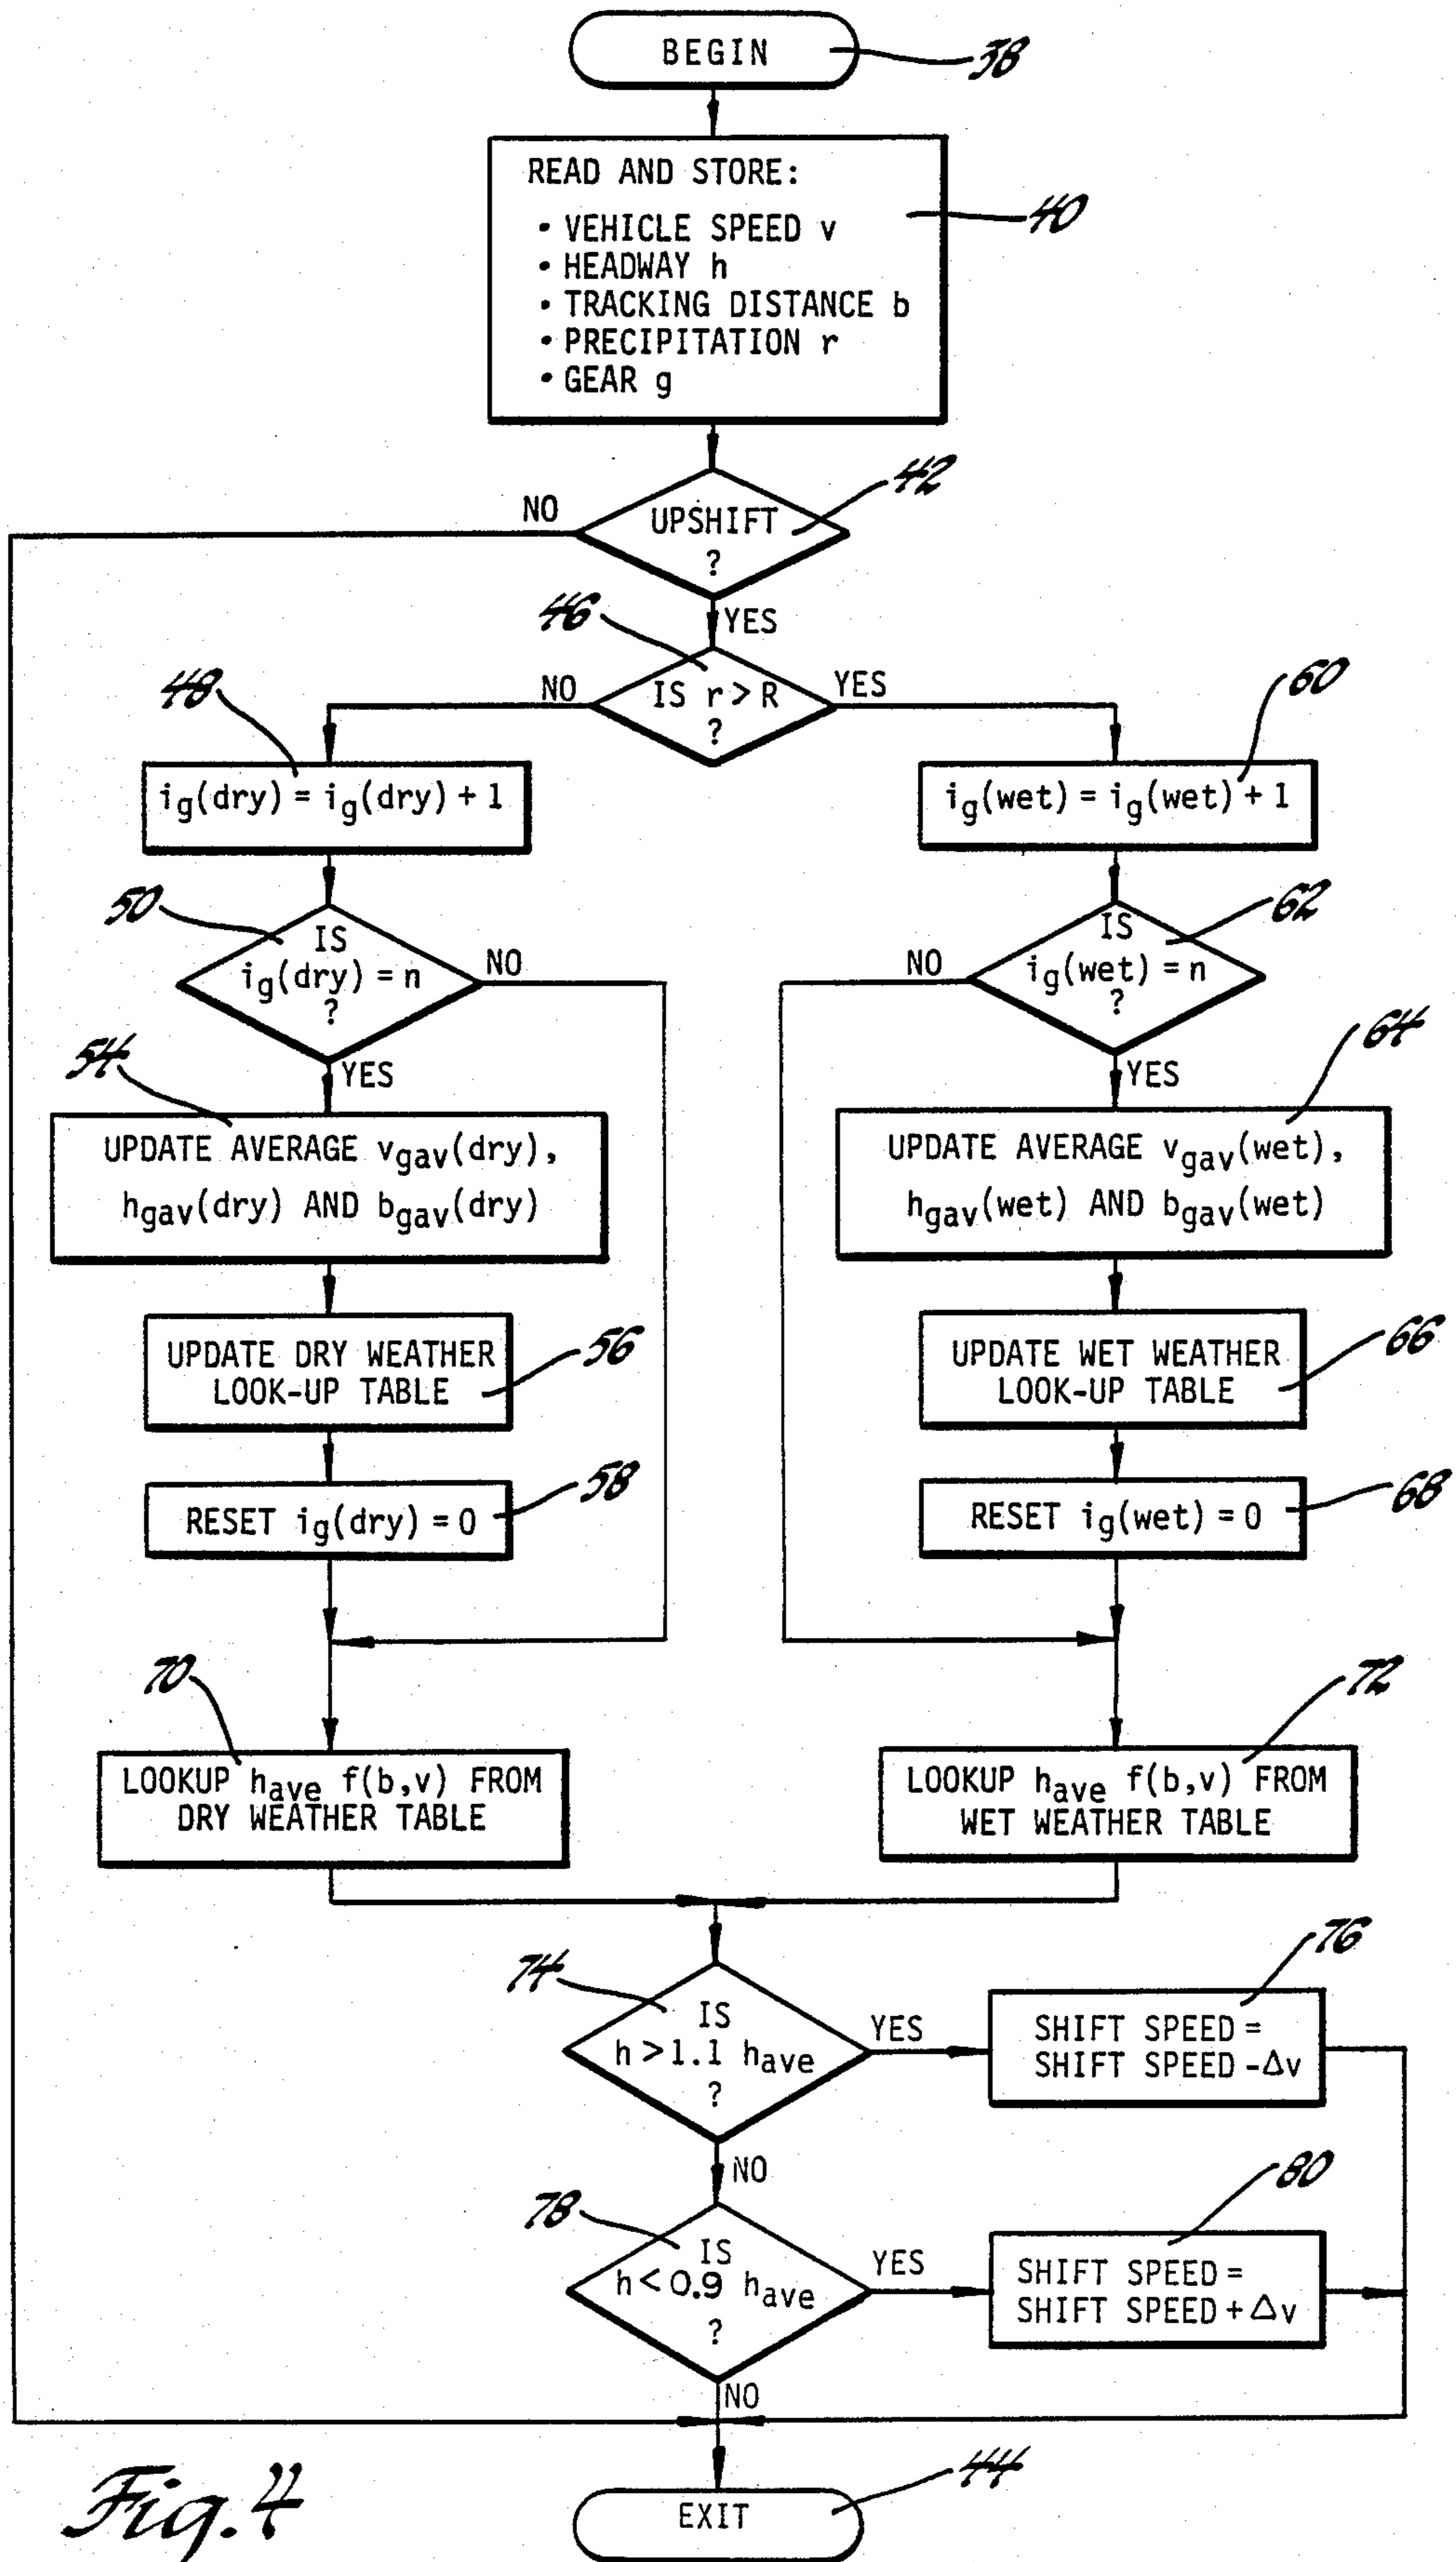 BEGIN
38
READ AND STORE:
• VEHICLE SPEED v
• HEADWAY h
• TRACKING DISTANCE b
• PRECIPITATION r
• GEAR g
40
UPSHIFT
?
42
NO
YES
46
IS r > R
?
NO
YES
48
ig(dry) = ig(dry) + 1
60
ig(wet) = ig(wet) + 1
50
IS
ig(dry) = n
?
NO
YES
62
IS
ig(wet) = n
?
NO
YES
54
UPDATE AVERAGE vgav(dry),
hgav(dry) AND bgav(dry)
64
UPDATE AVERAGE vgav(wet),
hgav(wet) AND bgav(wet)
UPDATE DRY WEATHER
LOOK-UP TABLE
56
UPDATE WET WEATHER
LOOK-UP TABLE
66
RESET ig(dry) = 0
58
RESET ig(wet) = 0
68
70
LOOKUP have f(b,v) FROM
DRY WEATHER TABLE
72
LOOKUP have f(b,v) FROM
WET WEATHER TABLE
74
IS
h > 1.1 have
?
YES
NO
76
SHIFT SPEED =
SHIFT SPEED - Δv
78
IS
h < 0.9 have
?
YES
NO
80
SHIFT SPEED =
SHIFT SPEED + Δv
EXIT
44
Fig. 4